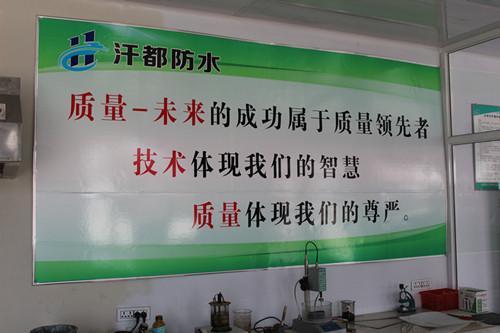 汗都防水
质量-未来的成功属于质量领先者
技术体现我们的智慧
质量体现我们的尊严。